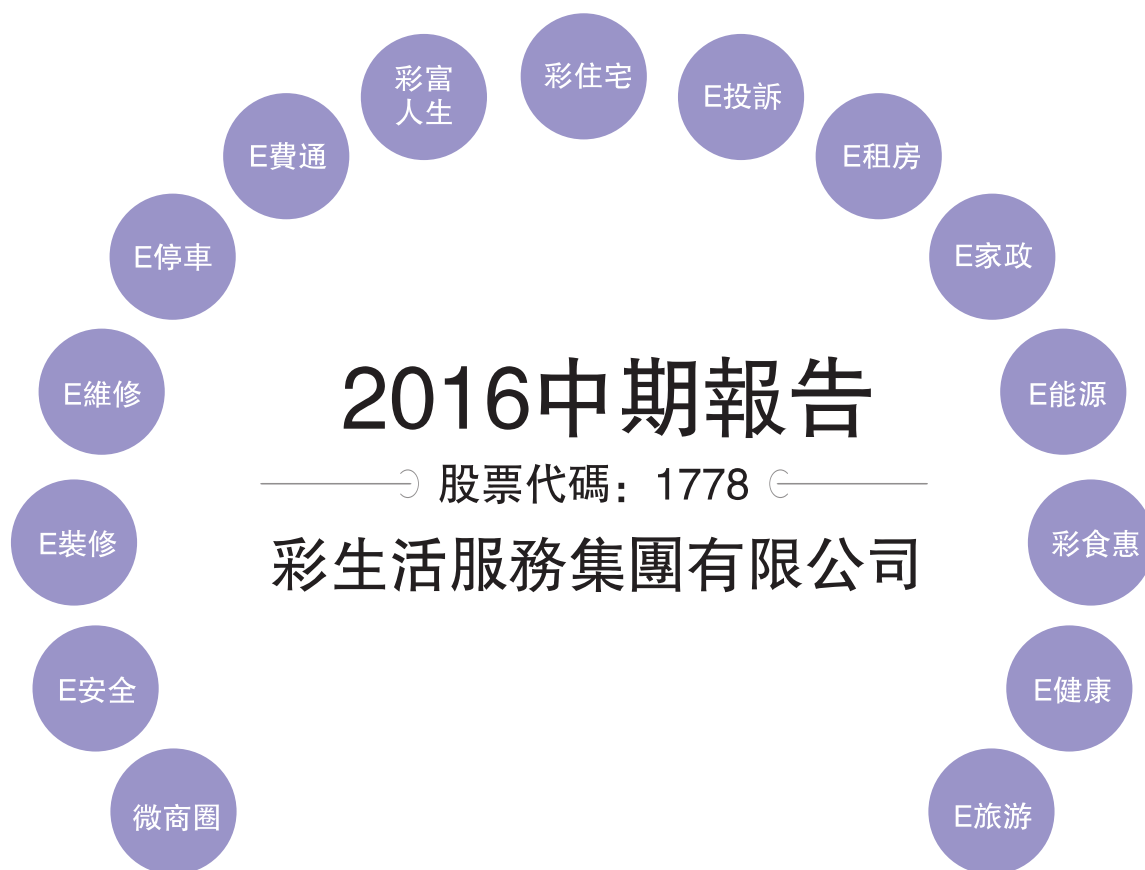 彩住宅
彩富
人生
E投訴
E費通
E租房
E停車
E家政
2016中期報告
E維修
E能源
股票代碼：1778
E裝修
彩食惠
彩生活服務集團有限公司
E安全
E健康
微商圈
E旅游